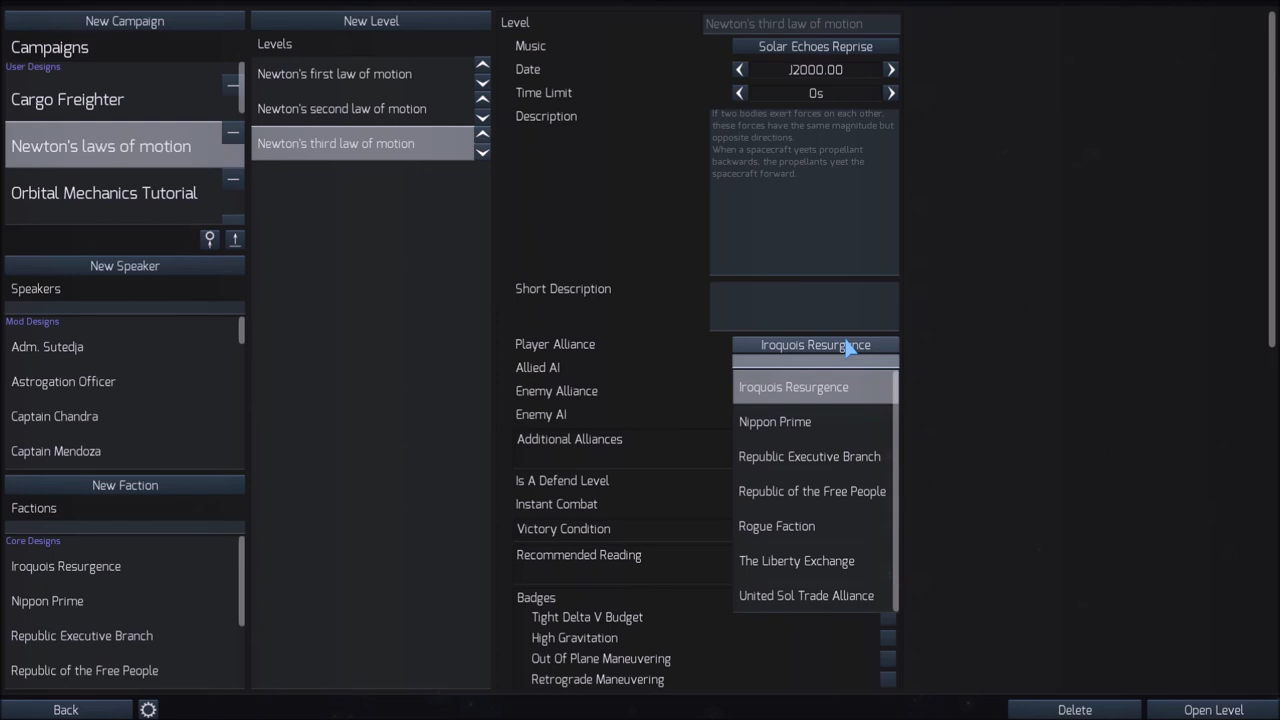 New Campaign
Campaigns
User Designs
Cargo Freighter
Newton's laws of motion
Orbital Mechanics Tutorial
New Speaker
Speakers
Mod Designs
Adm. Sutedja
Astrogation Officer
Captain Chandra
Captain Mendoza
New Faction
Factions
Core Designs
Iroquois Resurgence
Nippon Prime
Republic Executive Branch
Republic of the Free People
Back
New Level
Levels
Newton's first law of motion
Newton's second law of motion
Newton's third law of motion
Level
Newton's third law of motion
Music
Solar Echoes Reprise
Date
J2000.00
Time Limit
0s
Description
If two bodies exert forces on each other,
these forces have the same magnitude but
opposite directions.
When a spacecraft yeets propellant
backwards, the propellants yeet the
spacecraft forward.
Short Description
Player Alliance
Iroquois Resurgence
Allied AI
Enemy Alliance
Enemy AI
Additional Alliances
Is A Defend Level
Instant Combat
Victory Condition
Recommended Reading
Iroquois Resurgence
Nippon Prime
Republic Executive Branch
Republic of the Free People
Rogue Faction
The Liberty Exchange
United Sol Trade Alliance
Badges
Tight Delta V Budget
High Gravitation
Out Of Plane Maneuvering
Retrograde Maneuvering
Delete
Open Level